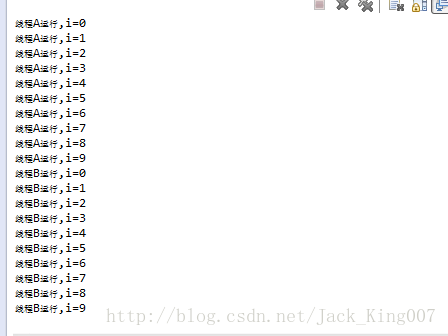 线程A运行,i=0
线程A运行,i=1
线程A运行,i=2
线程A运行,i=3
线程A运行,i=4
线程A运行,i=5
线程A运行,i=6
线程A运行,i=7
线程A运行,i=8
线程A运行,i=9
线程B运行,i=0
线程B运行,i=1
线程B运行,i=2
线程B运行,i=3
线程B运行,i=4
线程B运行,i=5
线程B运行,i=6
线程B运行,i=7
线程B运行,i=8
线程B运行,i=9
http://blog.csdn.net/Jack_King007